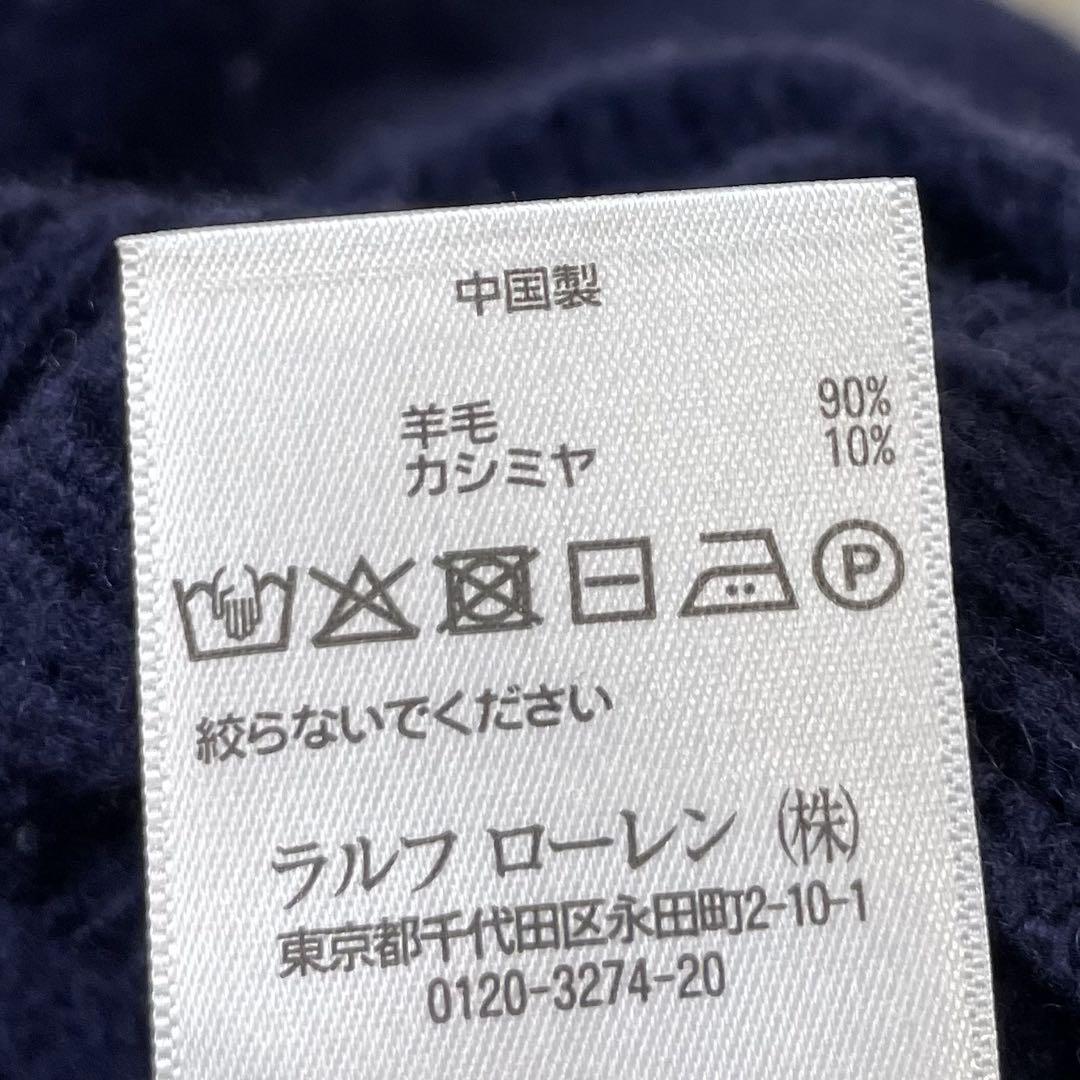 中国製
羊毛 90%
カシミヤ 10%
P
絞らないでください
ラルフ ローレン (株)
東京都千代田区永田町2-10-1
0120-3274-20